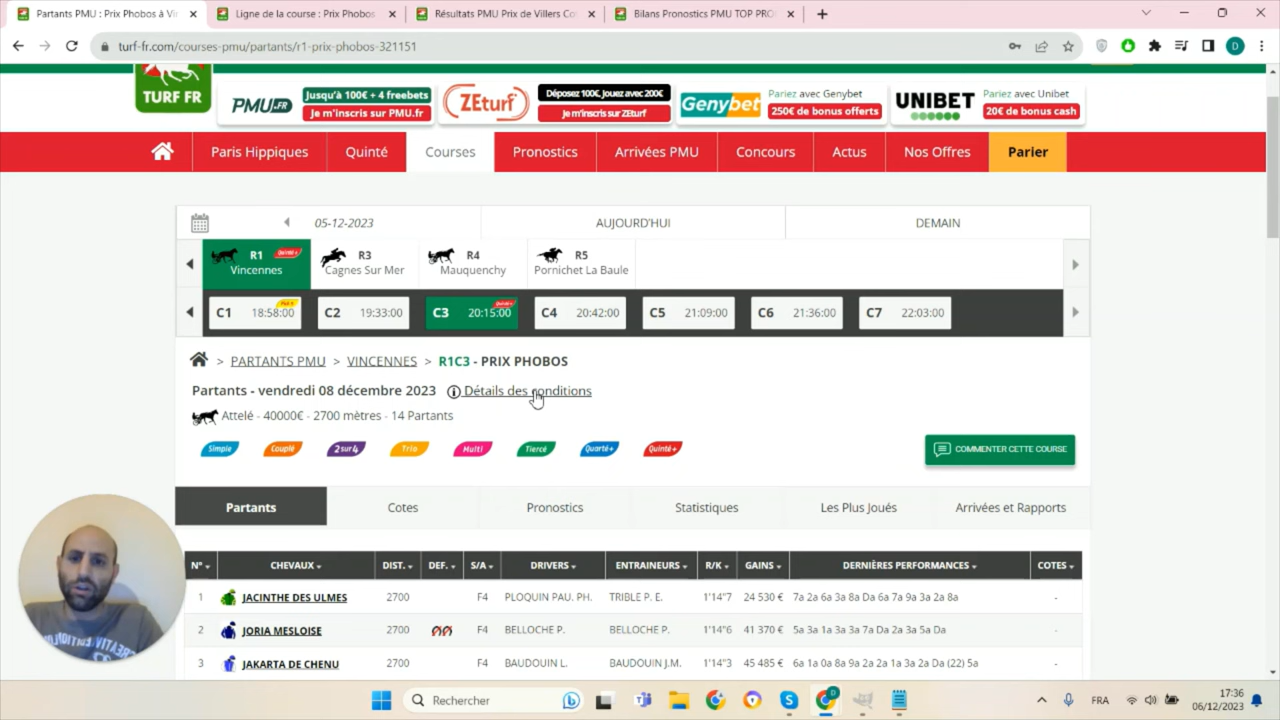 Partants PMU : Prix Phobos à Vi
Ligne de la course : Prix Phobos
Résultats PMU Prix de Villers Co
Bilans Pronostics PMU TOP PRO
turf-fr.com/courses-pmu/partants/r1-prix-phobos-321151
D
TURF FR
PMU.FR
Jusqu'à 100€ + 4 freebets
Je m'inscris sur PMU.fr
ZEturf
Déposez 100€, Jouez avec 200€
Je m'inscris sur ZEturf
Genybet
Pariez avec Genybet
250€ de bonus offerts
UNIBET
Pariez avec Unibet
20€ de bonus cash
Paris Hippiques Quinté Courses Pronostics Arrivées PMU Concours Actus Nos Offres Parier
05-12-2023 AUJOURD'HUI DEMAIN
R1 QUINTÉ+ R3 R4 R5
Vincennes Cagnes Sur Mer Mauquenchy Pornichet La Baule
C1 18:58:00 C2 19:33:00 C3 20:15:00 C4 20:42:00 C5 21:09:00 C6 21:36:00 C7 22:03:00
> PARTANTS PMU > VINCENNES > R1C3 - PRIX PHOBOS
Partants - vendredi 08 décembre 2023 Détails des conditions
Attelé - 40000€ - 2700 mètres - 14 Partants
Simple Couplé 2sur4 Trio Multi Tiercé Quarté+ Quinté+
COMMENTER CETTE COURSE
Partants Cotes Pronostics Statistiques Les Plus Joués Arrivées et Rapports
N° CHEVAUX DIST. DEF. S/A DRIVERS ENTRAINEURS R/K GAINS DERNIÈRES PERFORMANCES COTES
1 JACINTHE DES ULMES 2700 F4 PLOQUIN PAU. PH. TRIBLE P. E. 1'14"7 24 530 € 7a 2a 6a 3a 8a Da 6a 7a 9a 3a 2a 8a -
2 JORIA MESLOISE 2700 F4 BELLOCHE P. BELLOCHE P. 1'14"6 41 370 € 5a 3a 1a 3a 3a 7a Da 2a 3a 5a Da -
3 JAKARTA DE CHENU 2700 F4 BAUDOUIN L. BAUDOUIN J.M. 1'14"3 45 485 € 6a 1a 0a 8a 9a 2a 2a 1a 3a 2a Da (22) 5a -
Rechercher
FRA
17:36
06/12/2023